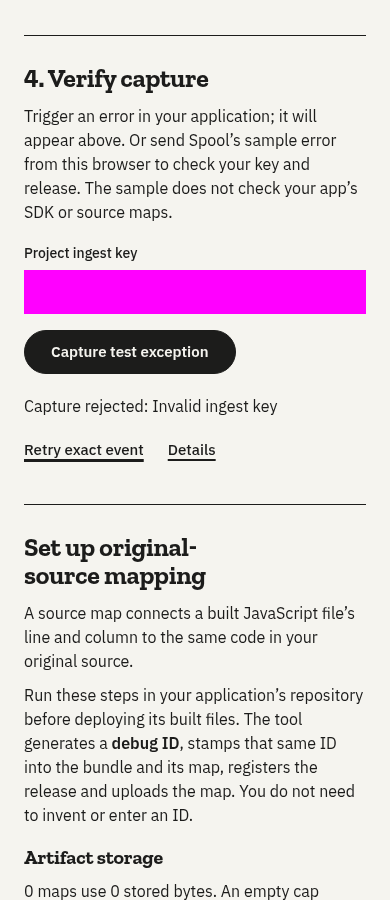 4. Verify capture
Trigger an error in your application; it will
appear above. Or send Spool’s sample error
from this browser to check your key and
release. The sample does not check your app’s
SDK or source maps.
Project ingest key
Capture test exception
Capture rejected: Invalid ingest key
Retry exact event Details
Set up original-
source mapping
A source map connects a built JavaScript file’s
line and column to the same code in your
original source.
Run these steps in your application’s repository
before deploying its built files. The tool
generates a debug ID, stamps that same ID
into the bundle and its map, registers the
release and uploads the map. You do not need
to invent or enter an ID.
Artifact storage
0 maps use 0 stored bytes. An empty cap